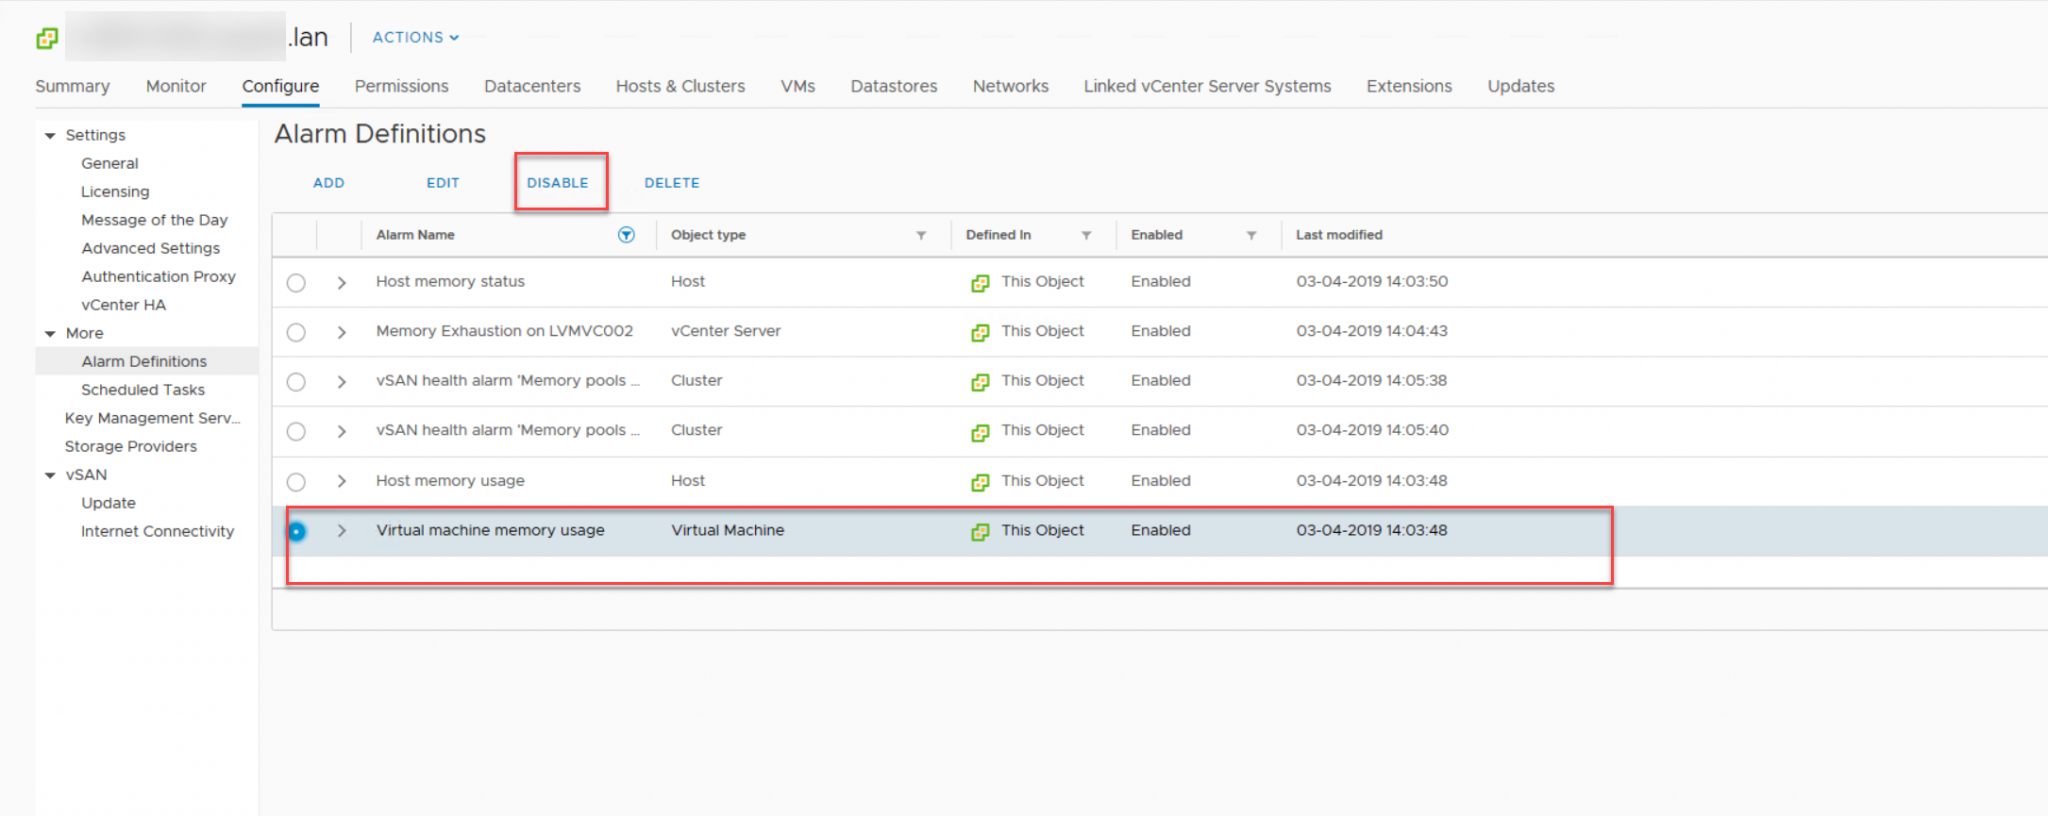 .lan ACTIONS
Summary Monitor Configure Permissions Datacenters Hosts & Clusters VMs Datastores Networks Linked vCenter Server Systems Extensions Updates
Settings
General
Licensing
Message of the Day
Advanced Settings
Authentication Proxy
vCenter HA
More
Alarm Definitions
Scheduled Tasks
Key Management Serv...
Storage Providers
vSAN
Update
Internet Connectivity
Alarm Definitions
ADD EDIT DISABLE DELETE
Alarm Name Object type Defined In Enabled Last modified
Host memory status Host This Object Enabled 03-04-2019 14:03:50
Memory Exhaustion on LVMVC002 vCenter Server This Object Enabled 03-04-2019 14:04:43
vSAN health alarm 'Memory pools ... Cluster This Object Enabled 03-04-2019 14:05:38
vSAN health alarm 'Memory pools ... Cluster This Object Enabled 03-04-2019 14:05:40
Host memory usage Host This Object Enabled 03-04-2019 14:03:48
Virtual machine memory usage Virtual Machine This Object Enabled 03-04-2019 14:03:48